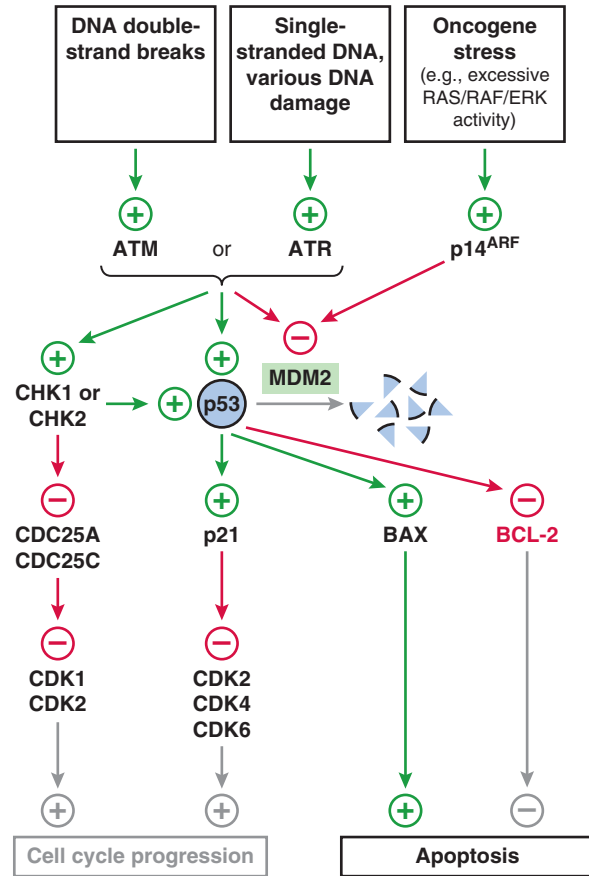 DNA double-
strand breaks
Single-
stranded DNA,
various DNA
damage
Oncogene
stress
(e.g., excessive
RAS/RAF/ERK
activity)
+
+
+
ATM or ATR
p14ARF
−
+
+
CHK1 or
CHK2
+
p53
MDM2
−
+
+
−
CDC25A
CDC25C
p21
BAX
BCL-2
−
−
CDK1
CDK2
CDK2
CDK4
CDK6
+
+
+
−
Cell cycle progression
Apoptosis